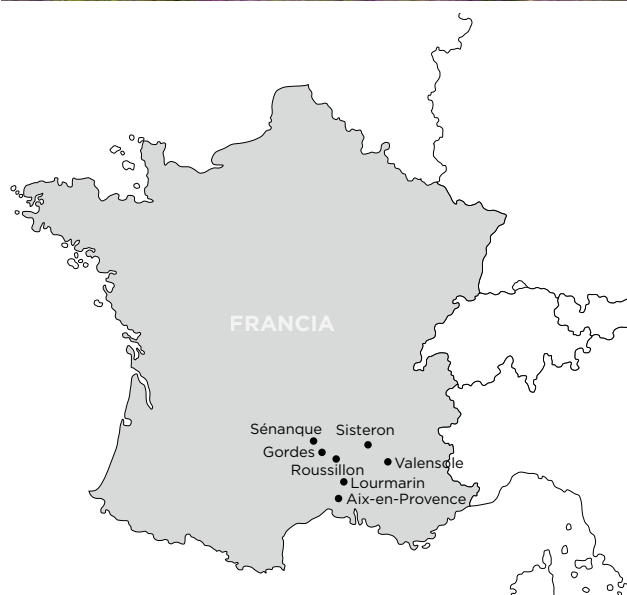 FRANCIA
Sénanque
Sisteron
Gordes
Valensole
Roussillon
Lourmarin
Aix-en-Provence